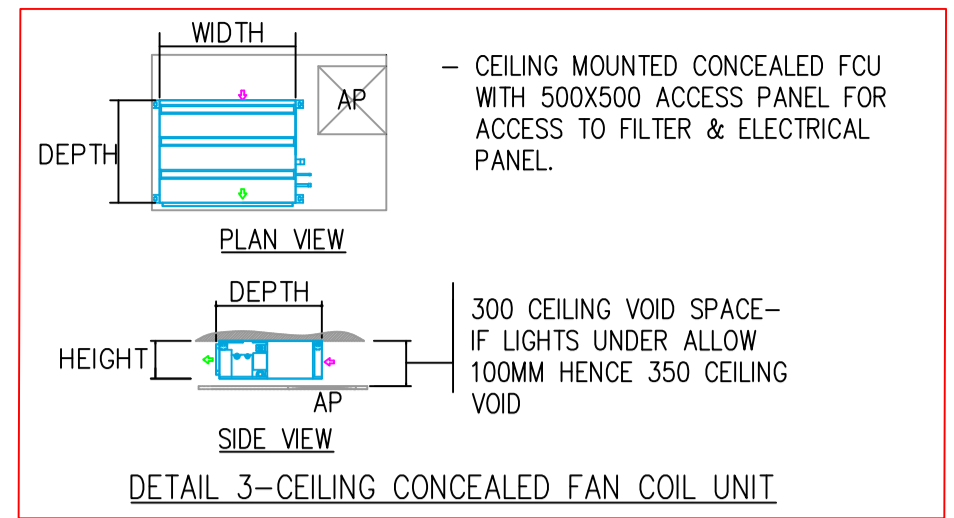 WIDTH
AP
DEPTH
PLAN VIEW
– CEILING MOUNTED CONCEALED FCU
WITH 500X500 ACCESS PANEL FOR
ACCESS TO FILTER & ELECTRICAL
PANEL.
DEPTH
HEIGHT
AP
SIDE VIEW
300 CEILING VOID SPACE–
IF LIGHTS UNDER ALLOW
100MM HENCE 350 CEILING
VOID
DETAIL 3–CEILING CONCEALED FAN COIL UNIT